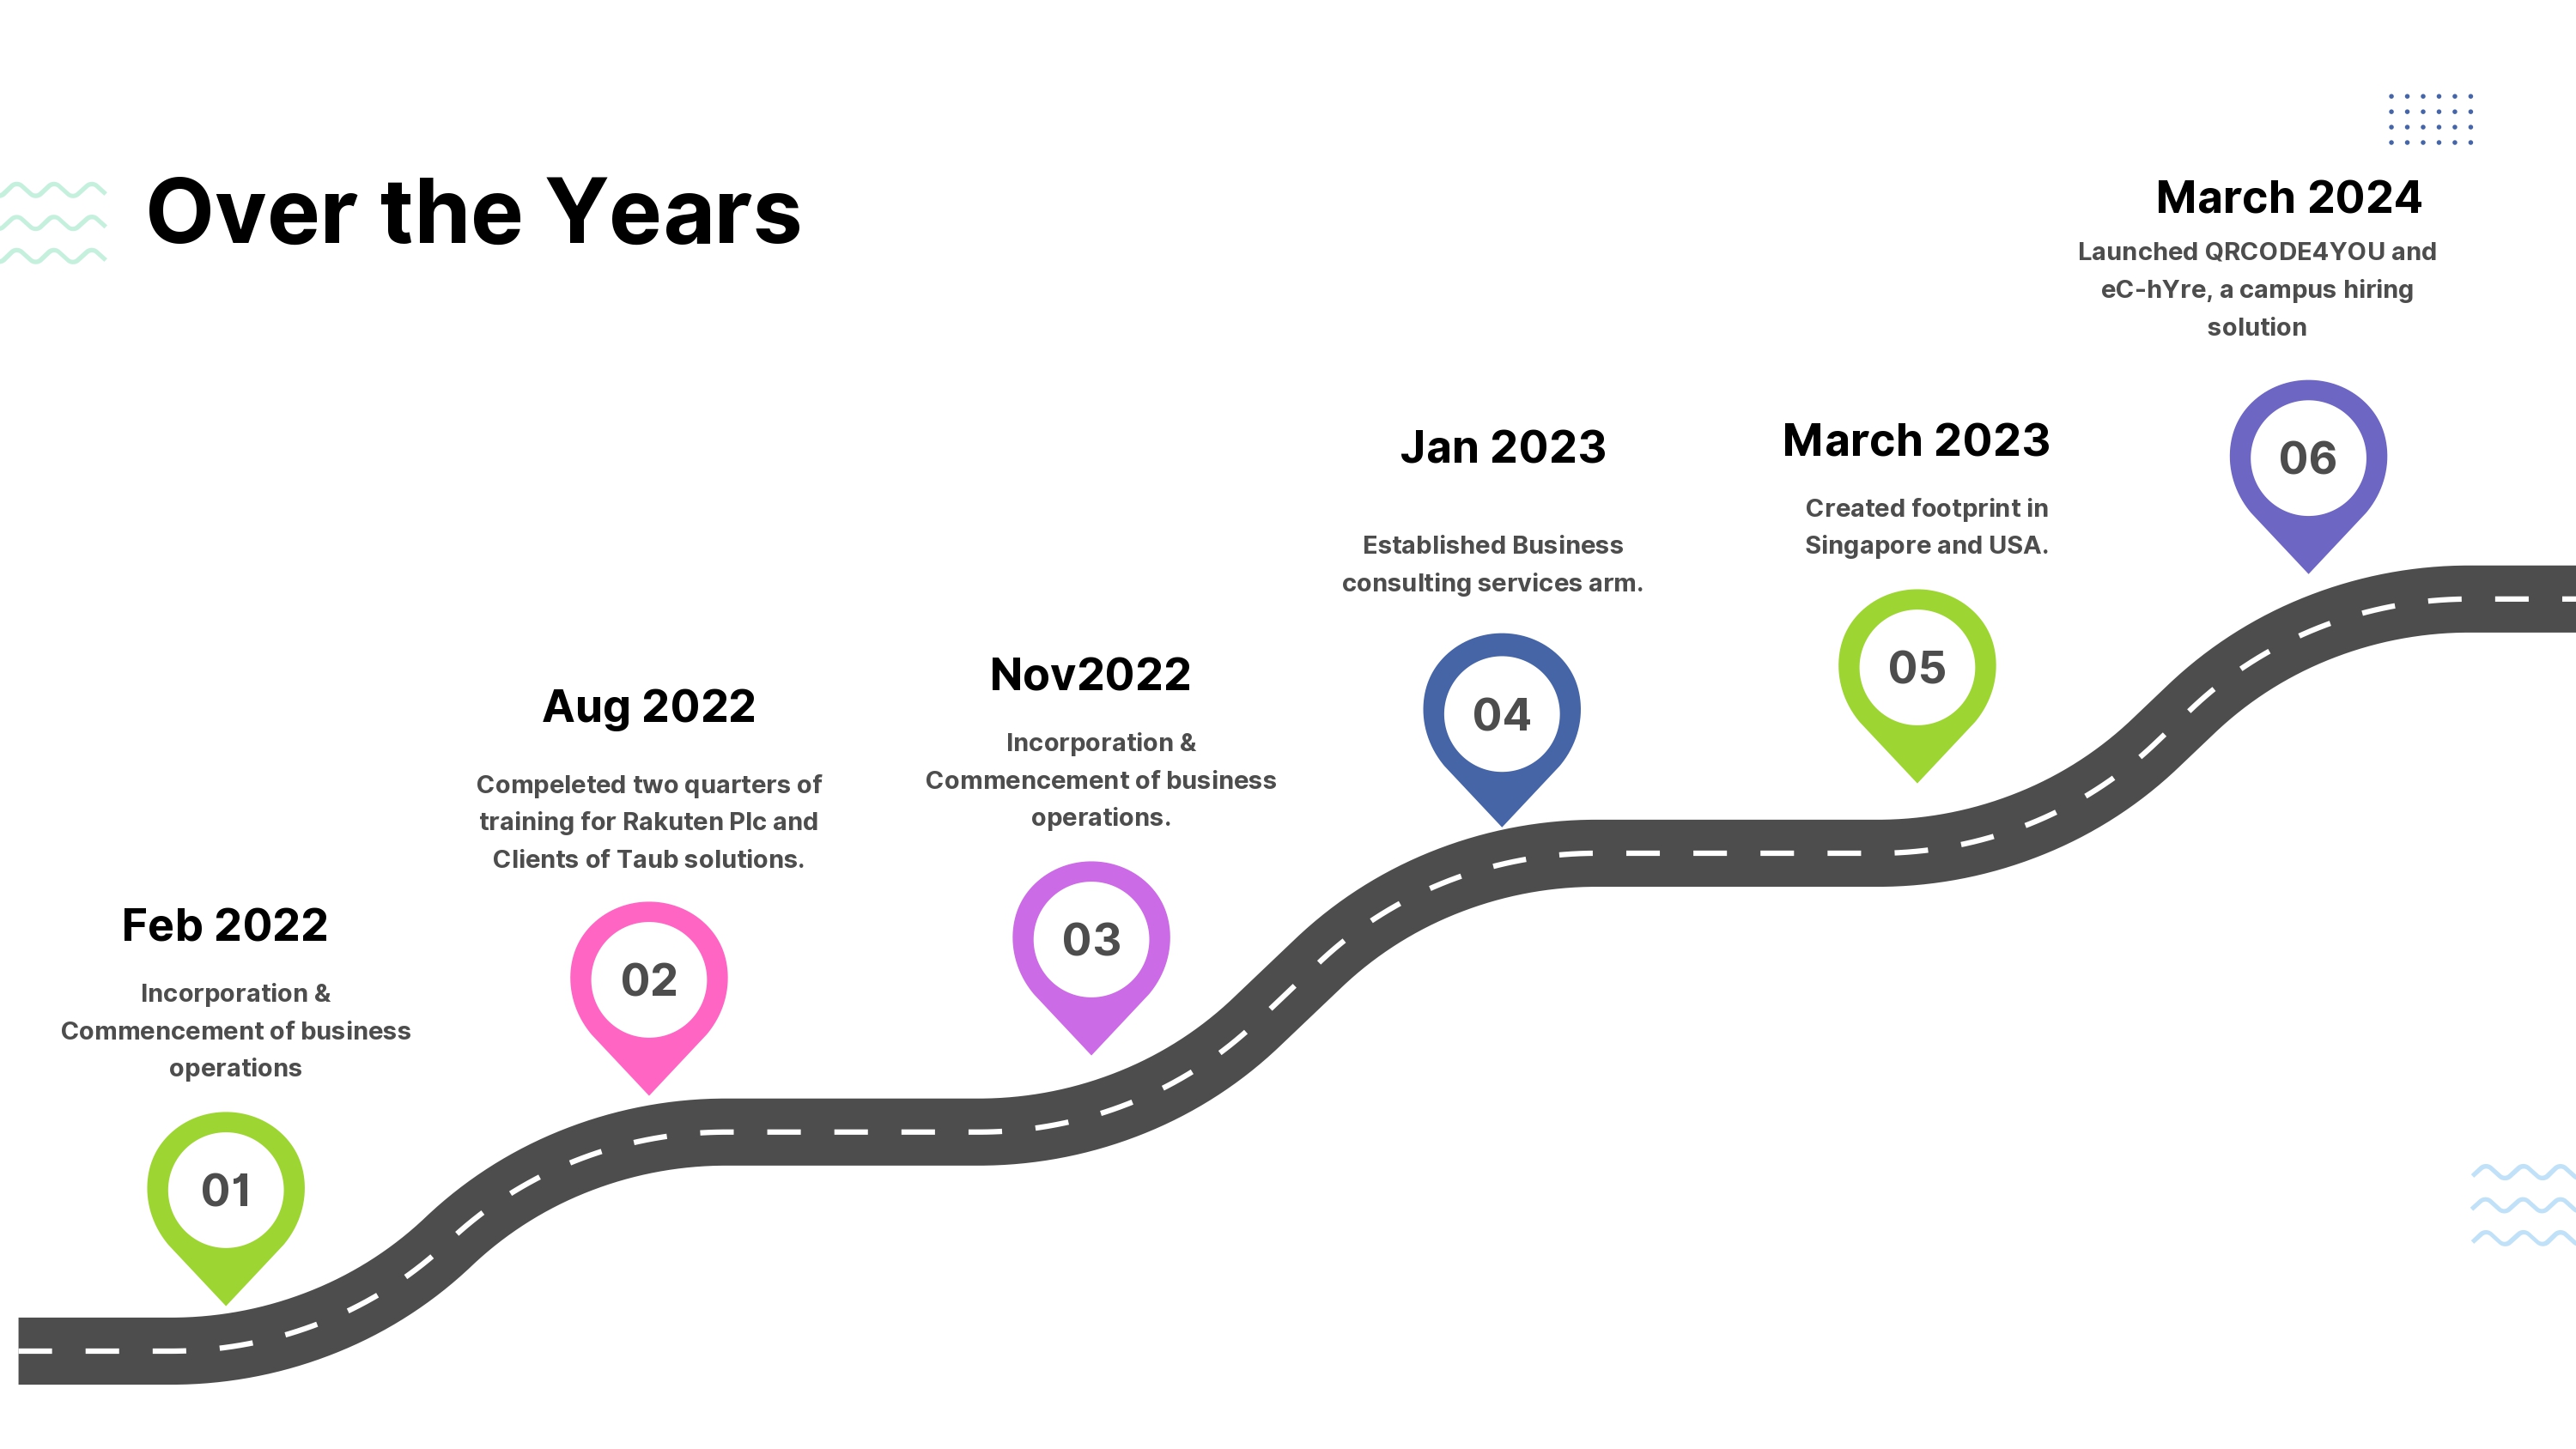 Over the Years
Feb 2022
Incorporation &
Commencement of business
operations
01
Aug 2022
Compeleted two quarters of
training for Rakuten Plc and
Clients of Taub solutions.
02
Nov2022
Incorporation &
Commencement of business
operations.
03
Jan 2023
Established Business
consulting services arm.
04
March 2023
Created footprint in
Singapore and USA.
05
March 2024
Launched QRCODE4YOU and
eC-hYre, a campus hiring
solution
06